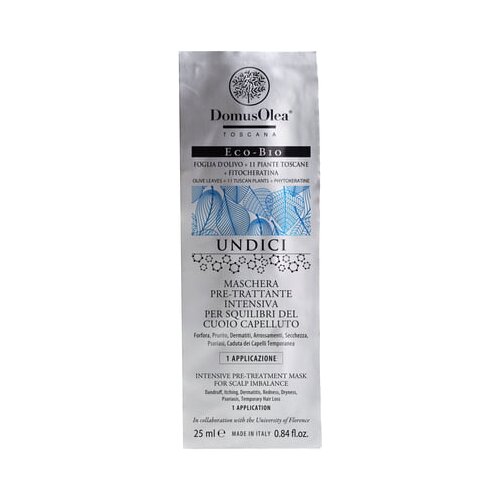 DomusOlea®
TOSCANA
ECO-BIO
FOGLIA D'OLIVO + 11 PIANTE TOSCANE
+ FITOCHERATINA
OLIVE LEAVES + 11 TUSCAN PLANTS + PHYTOKERATINE
UNDICI
MASCHERA
PRE-TRATTANTE
INTENSIVA
PER SQUILIBRI DEL
CUOIO CAPELLUTO
Forfora, Prurito, Dermatiti, Arrossamenti, Secchezza,
Psoriasi, Caduta dei Capelli Temporanea
1 APPLICAZIONE
INTENSIVE PRE-TREATMENT MASK
FOR SCALP IMBALANCE
Dandruff, Itching, Dermatitis, Redness, Dryness,
Psoriasis, Temporary Hair Loss
1 APPLICATION
In collaboration with the University of Florence
25 ml ℮ MADE IN ITALY 0.84 fl.oz.